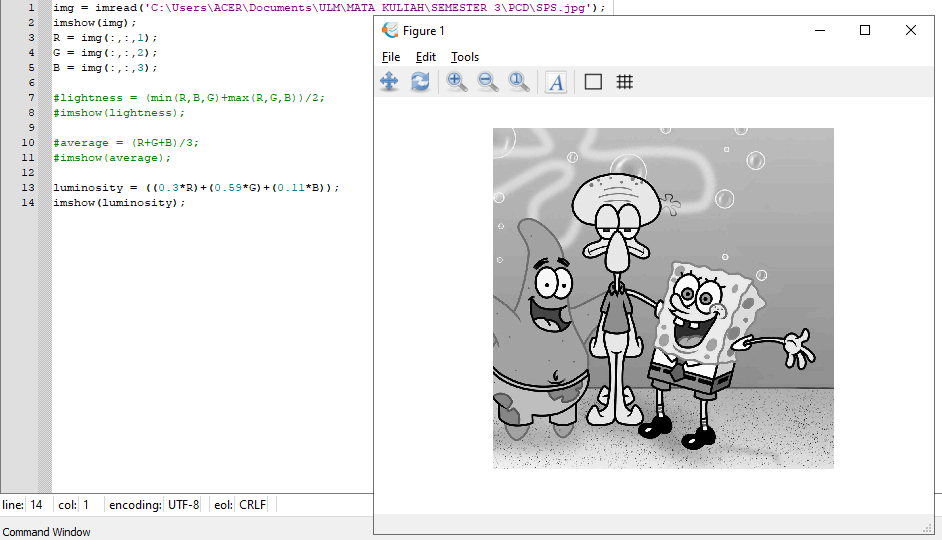 1 img = imread('C:\Users\ACER\Documents\ULM\MATA KULIAH\SEMESTER 3\PCD\SPS.jpg');
2 imshow(img);
3 R = img(:,:,1);
4 G = img(:,:,2);
5 B = img(:,:,3);
6
7 #lightness = (min(R,B,G)+max(R,G,B))/2;
8 #imshow(lightness);
9
10 #average = (R+G+B)/3;
11 #imshow(average);
12
13 luminosity = ((0.3*R)+(0.59*G)+(0.11*B));
14 imshow(luminosity);
Figure 1
File Edit Tools
1 A
line: 14 col: 1 encoding: UTF-8 eol: CRLF
Command Window